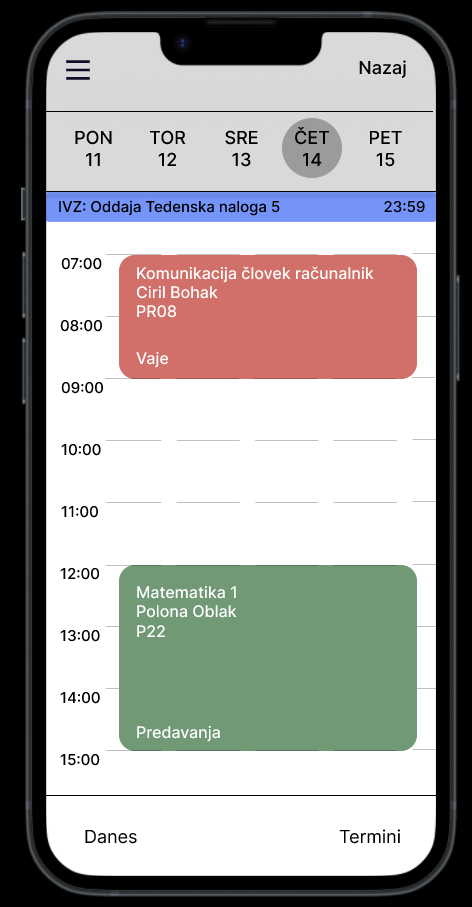 Nazaj
PON TOR SRE ČET PET
11 12 13 14 15
IVZ: Oddaja Tedenska naloga 5 23:59
07:00
Komunikacija človek računalnik
Ciril Bohak
PR08
08:00
Vaje
09:00
10:00
11:00
12:00
Matematika 1
Polona Oblak
P22
13:00
14:00
Predavanja
15:00
Danes Termini